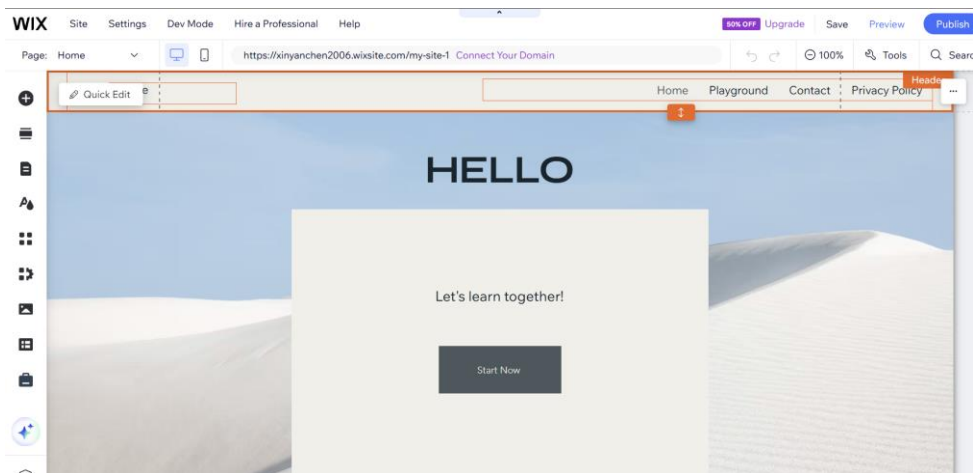 WIX Site Settings Dev Mode Hire a Professional Help 50% OFF Upgrade Save Preview Publish
Page: Home https://xinyanchen2006.wixsite.com/my-site-1 Connect Your Domain 100% Tools Search
Header
Quick Edit Home Playground Contact Privacy Policy
HELLO
Let's learn together!
Start Now